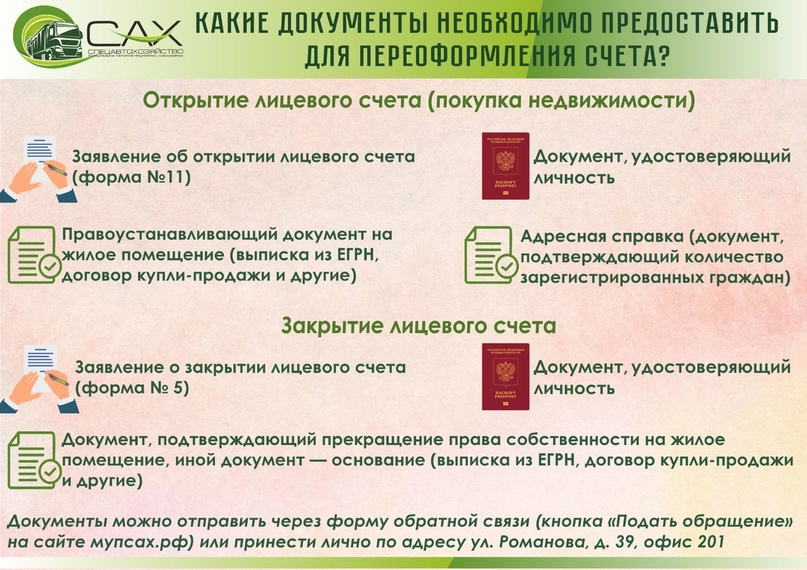 САХ
СПЕЦАВТОХОЗЯЙСТВО
КАКИЕ ДОКУМЕНТЫ НЕОБХОДИМО ПРЕДОСТАВИТЬ
ДЛЯ ПЕРЕОФОРМЛЕНИЯ СЧЕТА?
Открытие лицевого счета (покупка недвижимости)
Заявление об открытии лицевого счета
(форма №11)
ПАСПОРТ
Документ, удостоверяющий
личность
Правоустанавливающий документ на
жилое помещение (выписка из ЕГРН,
договор купли-продажи и другие)
Адресная справка (документ,
подтверждающий количество
зарегистрированных граждан)
Закрытие лицевого счета
Заявление о закрытии лицевого счета
(форма № 5)
ПАСПОРТ
Документ, удостоверяющий
личность
Документ, подтверждающий прекращение права собственности на жилое
помещение, иной документ — основание (выписка из ЕГРН, договор купли-продажи
и другие)
Документы можно отправить через форму обратной связи (кнопка «Подать обращение»
на сайте мупсах.рф) или принести лично по адресу ул. Романова, д. 39, офис 201